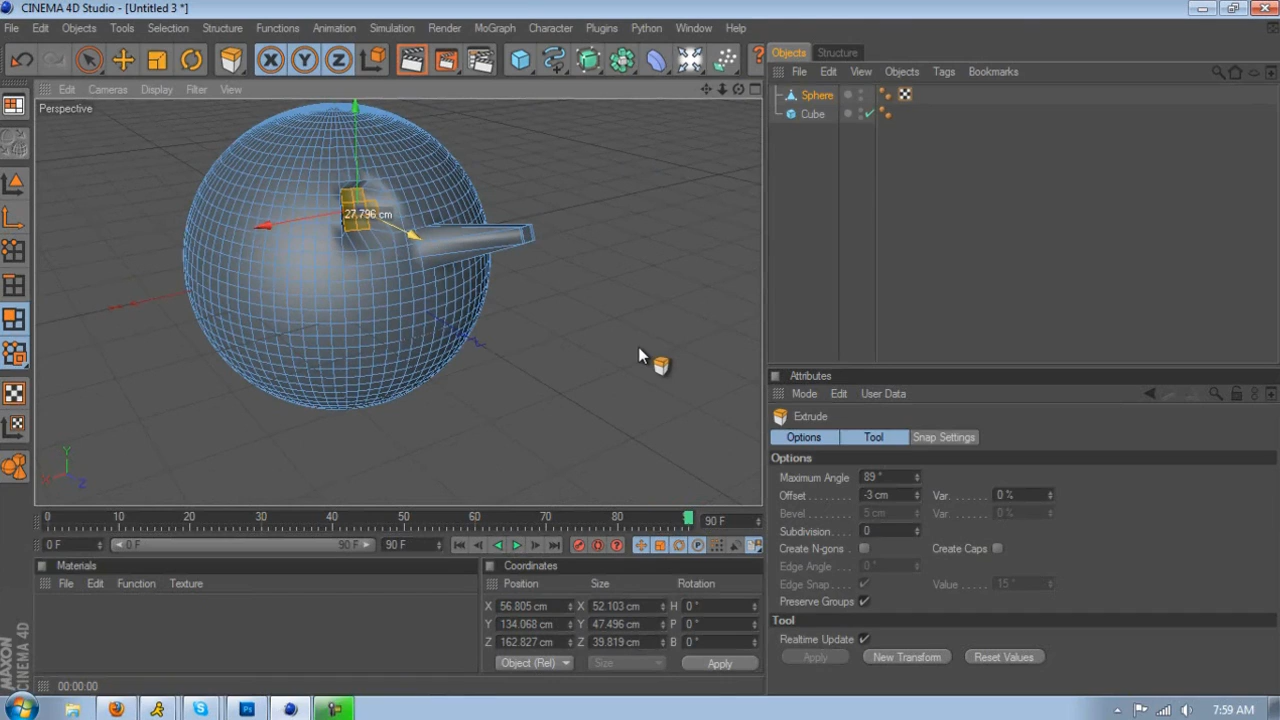 CINEMA 4D Studio - [Untitled 3 *]
File Edit Objects Tools Selection Structure Functions Animation Simulation Render MoGraph Character Plugins Python Window Help
Objects Structure
File Edit View Objects Tags Bookmarks
Edit Cameras Display Filter View
Perspective
Sphere
Cube
27.796 cm
Y
X
Z
Attributes
Mode Edit User Data
Extrude
Options Tool Snap Settings
Options
Maximum Angle 89 °
Offset -3 cm Var. 0 %
Bevel 5 cm Var. 0 %
Subdivision 0
Create N-gons Create Caps
Edge Angle 0 °
Edge Snap Value 15 °
Preserve Groups
Tool
Realtime Update
Apply New Transform Reset Values
0 10 20 30 40 50 60 70 80 90 F
0 F 0 F 90 F 90 F
Materials
File Edit Function Texture
Coordinates
Position Size Rotation
X 56.805 cm X 52.103 cm H 0 °
Y 134.068 cm Y 47.496 cm P 0 °
Z 162.827 cm Z 39.819 cm B 0 °
Object (Rel) Size Apply
MAXON CINEMA 4D
00:00:00
7:59 AM